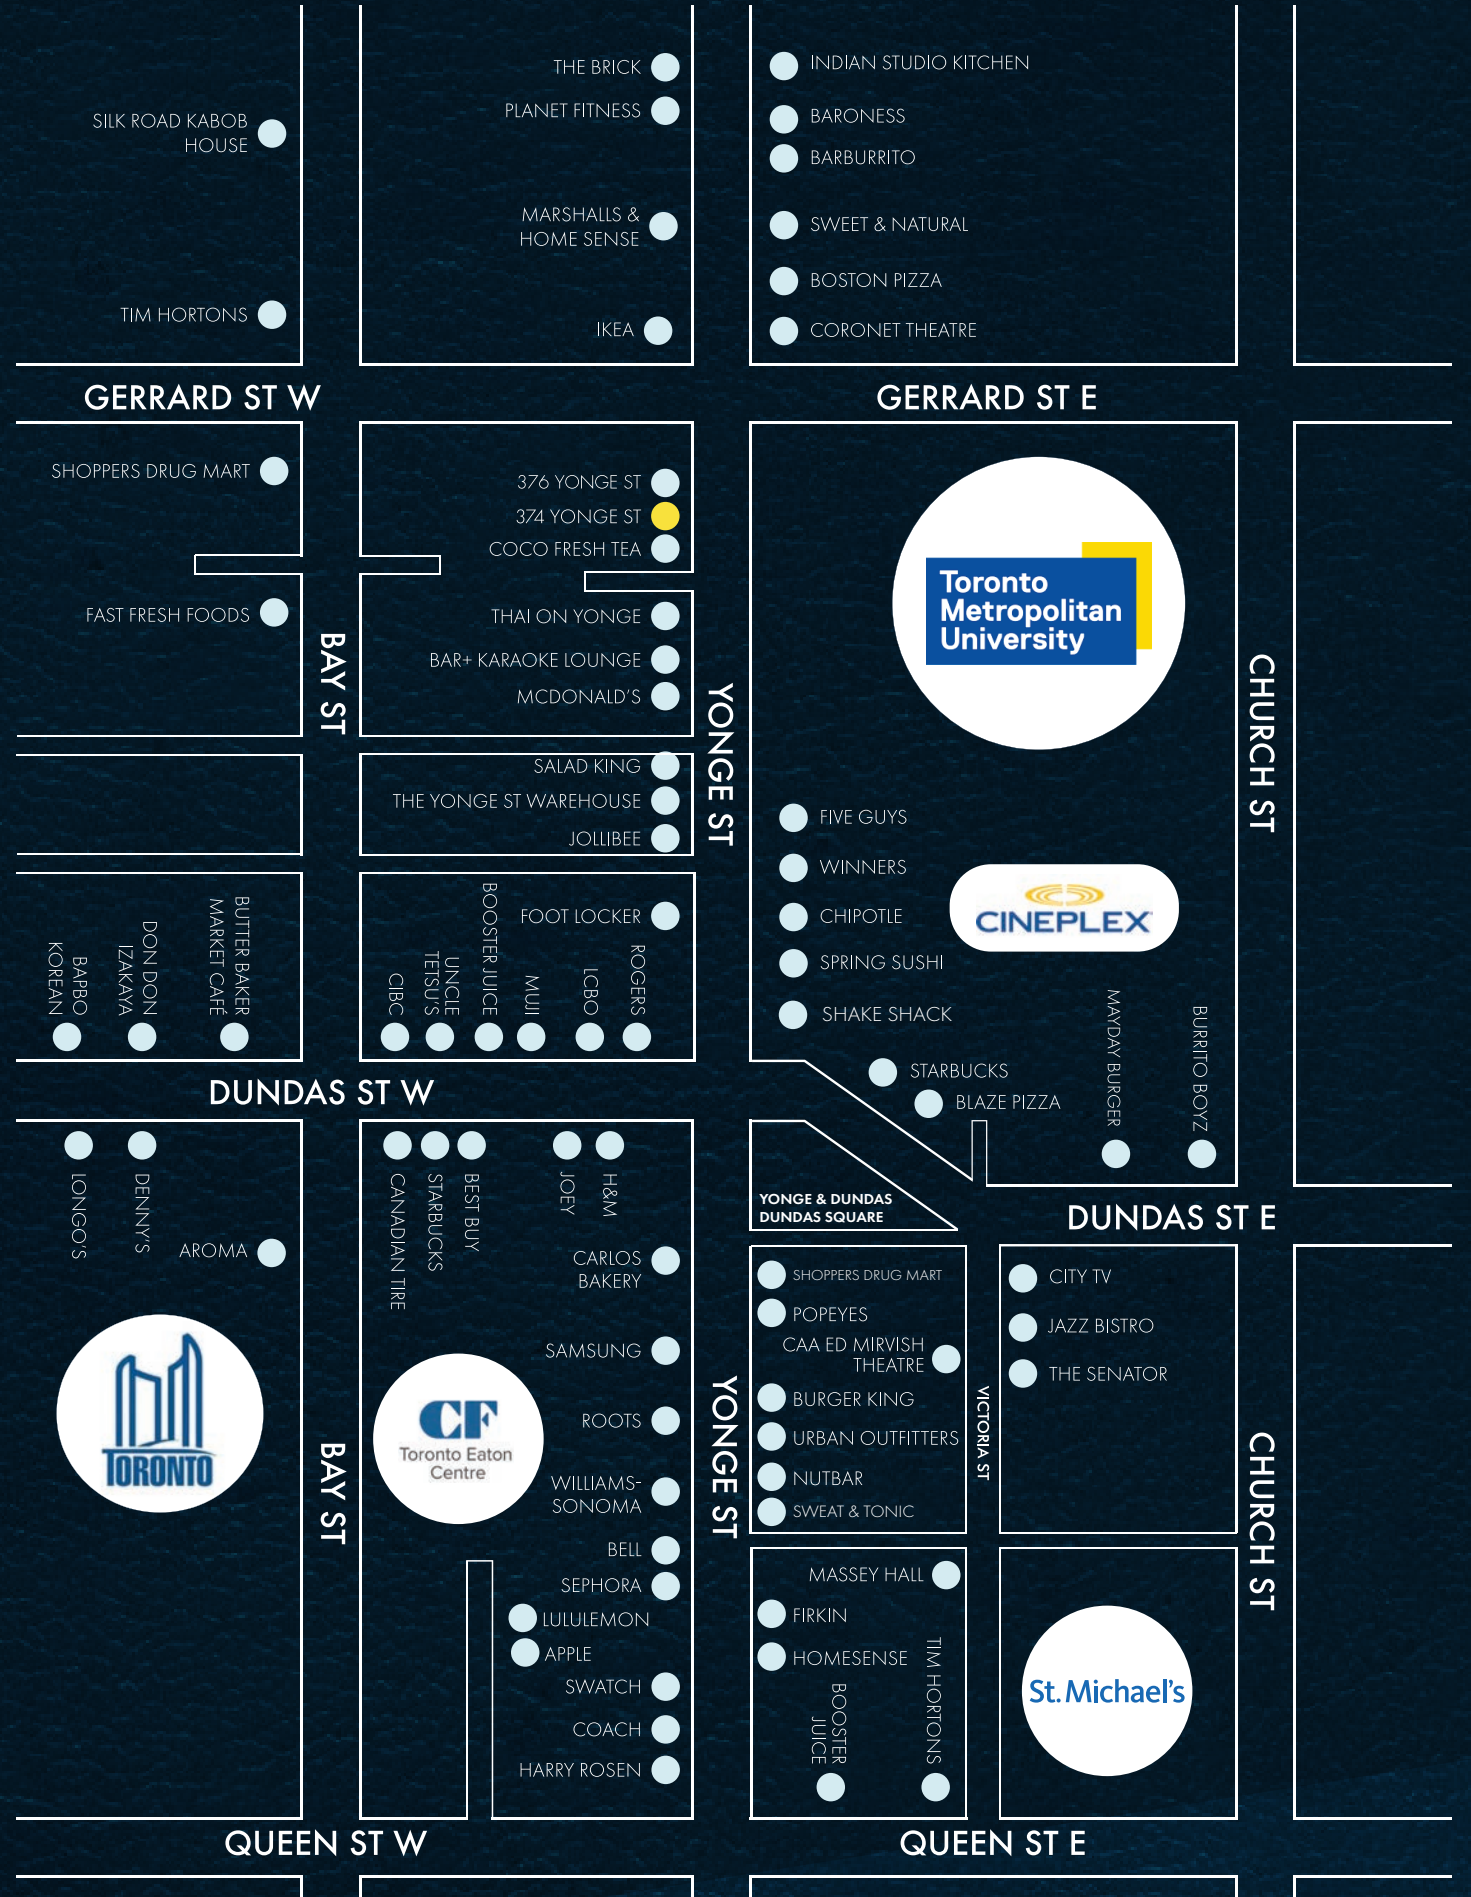 THE BRICK
PLANET FITNESS
SILK ROAD KABOB
HOUSE
MARSHALLS &
HOME SENSE
TIM HORTONS
IKEA
INDIAN STUDIO KITCHEN
BARONESS
BARBURRITO
SWEET & NATURAL
BOSTON PIZZA
CORONET THEATRE
GERRARD ST W
GERRARD ST E
SHOPPERS DRUG MART
FAST FRESH FOODS
BAY ST
376 YONGE ST
374 YONGE ST
COCO FRESH TEA
THAI ON YONGE
BAR+ KARAOKE LOUNGE
MCDONALD'S
SALAD KING
THE YONGE ST WAREHOUSE
JOLLIBEE
YONGE ST
Toronto
Metropolitan
University
CHURCH ST
FIVE GUYS
WINNERS
CHIPOTLE
SPRING SUSHI
SHAKE SHACK
CINEPLEX
STARBUCKS
BLAZE PIZZA
MAYDAY BURGER
BURRITO BOYZ
BAPBO
KOREAN
DON DON
IZAKAYA
BUTTER BAKER
MARKET CAFÉ
CIBC
UNCLE
TETSU'S
BOOSTER JUICE
MUJI
LCBO
FOOT LOCKER
ROGERS
DUNDAS ST W
DUNDAS ST E
YONGE & DUNDAS
DUNDAS SQUARE
LONGO'S
DENNY'S
AROMA
TORONTO
BAY ST
CANADIAN TIRE
STARBUCKS
BEST BUY
JOEY
H&M
CARLOS
BAKERY
SAMSUNG
ROOTS
CF
Toronto Eaton
Centre
WILLIAMS-
SONOMA
BELL
SEPHORA
LULULEMON
APPLE
SWATCH
COACH
HARRY ROSEN
YONGE ST
SHOPPERS DRUG MART
POPEYES
CAA ED MIRVISH
THEATRE
BURGER KING
URBAN OUTFITTERS
NUTBAR
SWEAT & TONIC
VICTORIA ST
CITY TV
JAZZ BISTRO
THE SENATOR
CHURCH ST
MASSEY HALL
FIRKIN
HOMESENSE
BOOSTER
JUICE
TIM HORTONS
St. Michael's
QUEEN ST W
QUEEN ST E